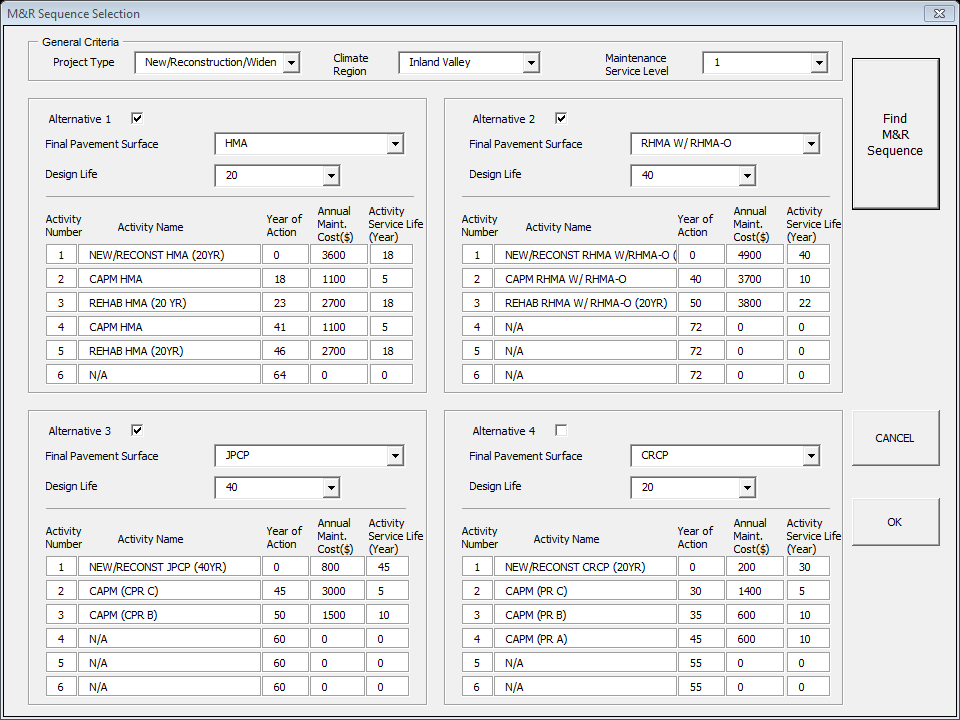 M&R Sequence Selection
General Criteria
Project Type New/Reconstruction/Widen Climate Region Inland Valley Maintenance Service Level 1
Find
M&R
Sequence
Alternative 1
Final Pavement Surface HMA
Design Life 20
Activity Number Activity Name Year of Action Annual Maint. Cost($) Activity Service Life (Year)
1 NEW/RECONST HMA (20YR) 0 3600 18
2 CAPM HMA 18 1100 5
3 REHAB HMA (20 YR) 23 2700 18
4 CAPM HMA 41 1100 5
5 REHAB HMA (20YR) 46 2700 18
6 N/A 64 0 0
Alternative 2
Final Pavement Surface RHMA W/ RHMA-O
Design Life 40
Activity Number Activity Name Year of Action Annual Maint. Cost($) Activity Service Life (Year)
1 NEW/RECONST RHMA W/RHMA-O ( 0 4900 40
2 CAPM RHMA W/ RHMA-O 40 3700 10
3 REHAB RHMA W/ RHMA-O (20YR) 50 3800 22
4 N/A 72 0 0
5 N/A 72 0 0
6 N/A 72 0 0
Alternative 3
Final Pavement Surface JPCP
Design Life 40
Activity Number Activity Name Year of Action Annual Maint. Cost($) Activity Service Life (Year)
1 NEW/RECONST JPCP (40YR) 0 800 45
2 CAPM (CPR C) 45 3000 5
3 CAPM (CPR B) 50 1500 10
4 N/A 60 0 0
5 N/A 60 0 0
6 N/A 60 0 0
Alternative 4
Final Pavement Surface CRCP
Design Life 20
Activity Number Activity Name Year of Action Annual Maint. Cost($) Activity Service Life (Year)
1 NEW/RECONST CRCP (20YR) 0 200 30
2 CAPM (PR C) 30 1400 5
3 CAPM (PR B) 35 600 10
4 CAPM (PR A) 45 600 10
5 N/A 55 0 0
6 N/A 55 0 0
CANCEL
OK